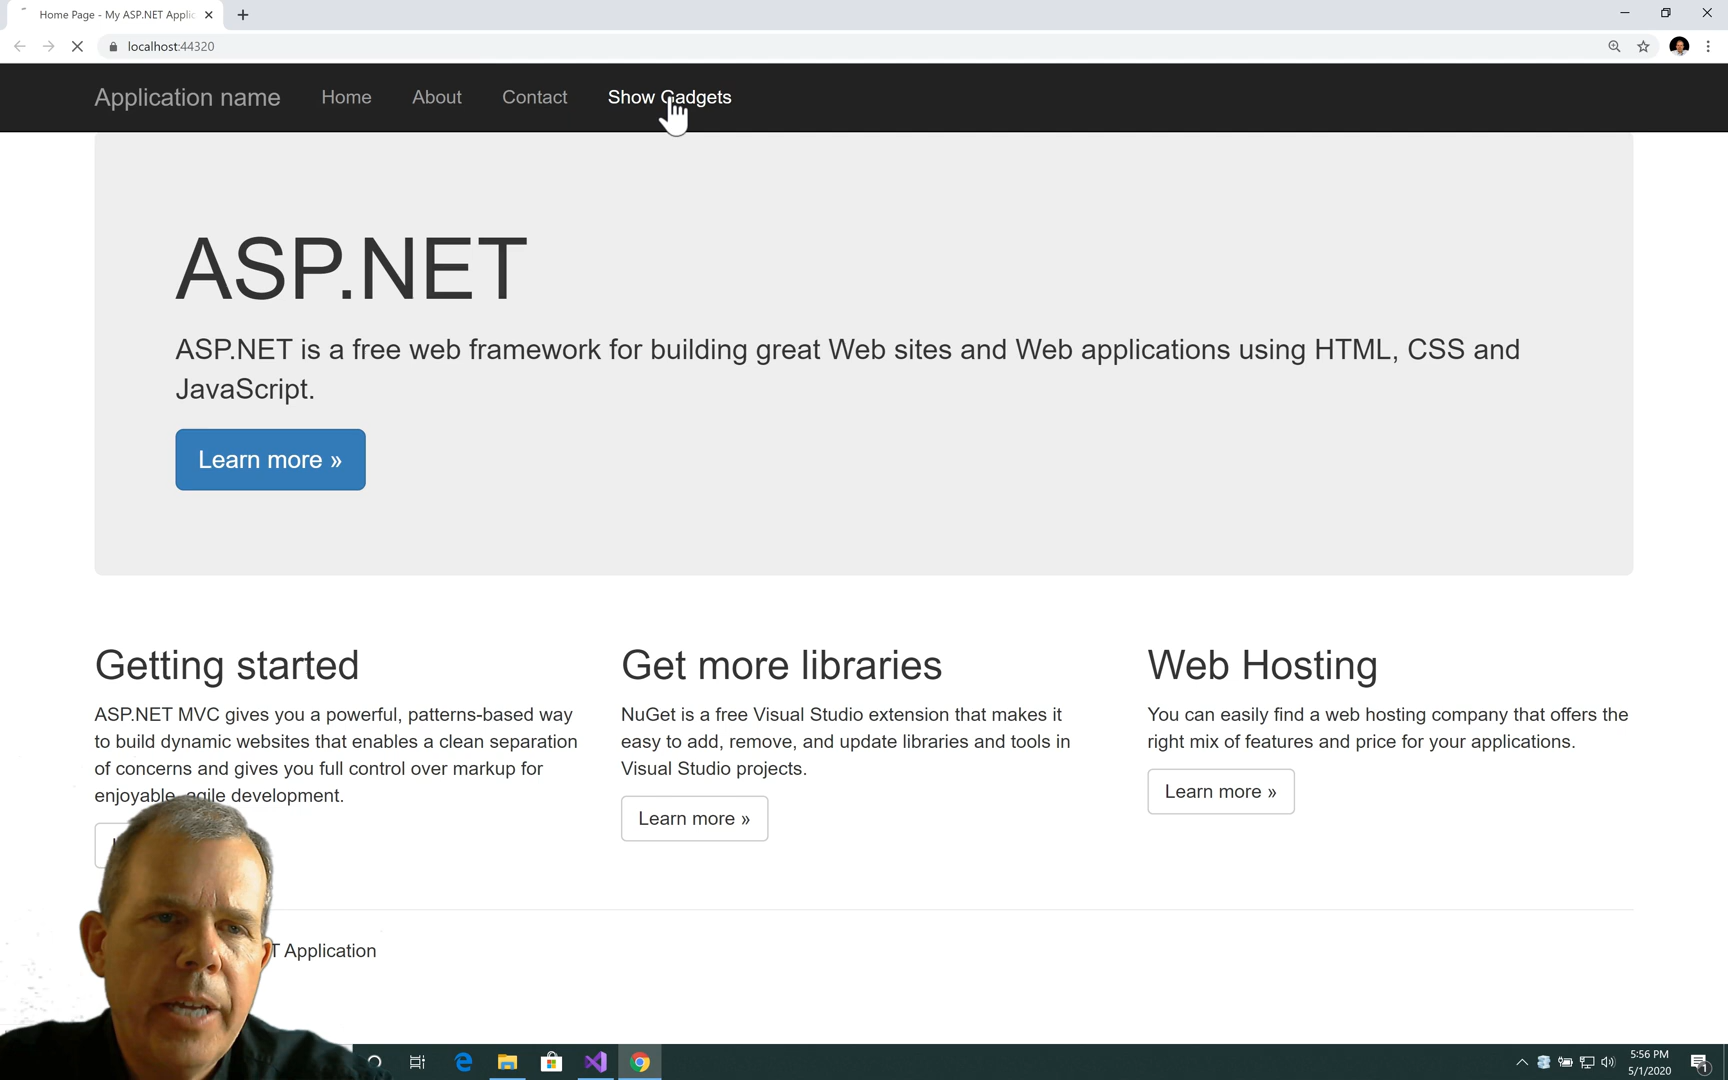 Home Page - My ASP.NET Applic
localhost:44320
Application name Home About Contact Show Gadgets
ASP.NET
ASP.NET is a free web framework for building great Web sites and Web applications using HTML, CSS and
JavaScript.
Learn more »
Getting started
ASP.NET MVC gives you a powerful, patterns-based way
to build dynamic websites that enables a clean separation
of concerns and gives you full control over markup for
enjoyable, agile development.
Get more libraries
NuGet is a free Visual Studio extension that makes it
easy to add, remove, and update libraries and tools in
Visual Studio projects.
Learn more »
Web Hosting
You can easily find a web hosting company that offers the
right mix of features and price for your applications.
Learn more »
T Application
5:56 PM
5/1/2020
1